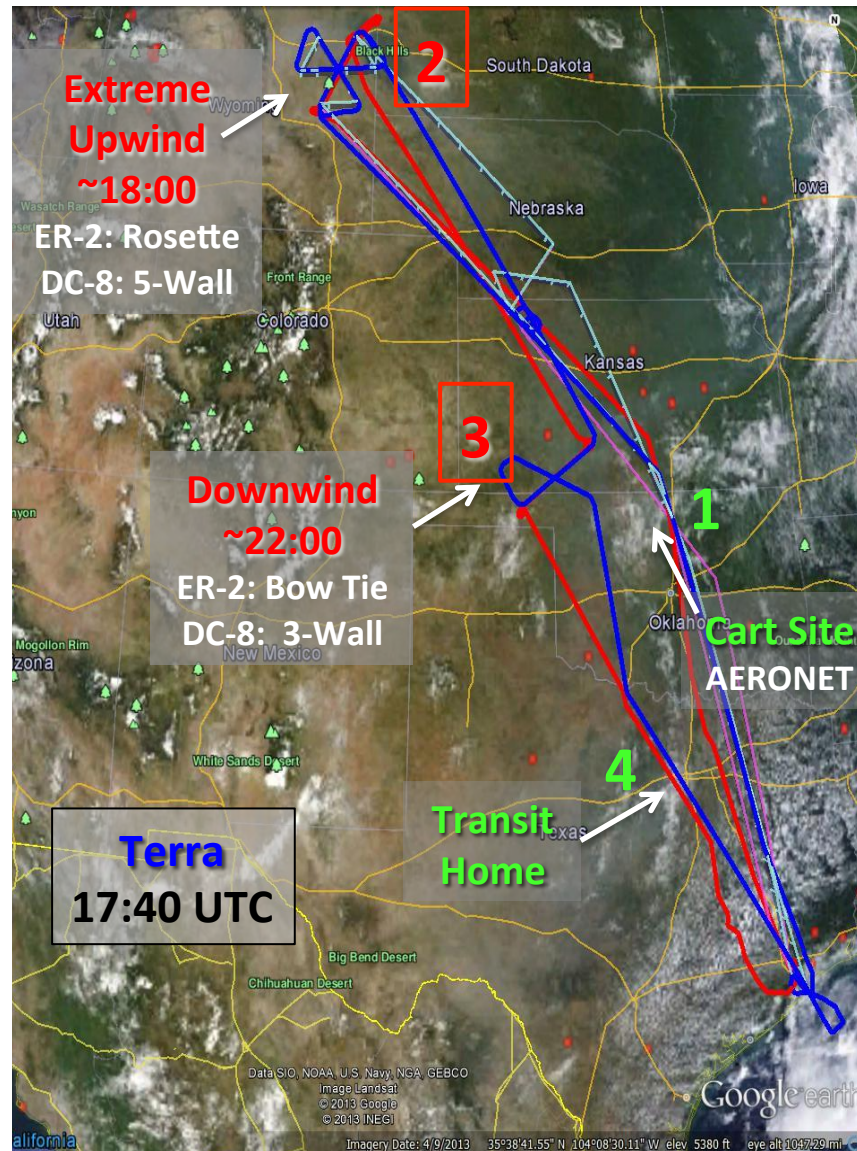 N
Black Hills
2
South Dakota
Extreme
Upwind
~18:00
ER-2: Rosette
DC-8: 5-Wall
Wyoming
Iowa
Wasatch Range
Nebraska
Front Range
Utah
Colorado
Kansas
3
Downwind
~22:00
ER-2: Bow Tie
DC-8: 3-Wall
1
Oklahoma
Cart Site
AERONET
Mogollon Rim
zona
New Mexico
White Sands Desert
4
Transit
Home
Texas
Terra
17:40 UTC
Big Bend Desert
Chihuahuan Desert
Data SIO, NOAA, U.S. Navy, NGA, GEBCO
Image Landsat
© 2013 Google
© 2013 INEGI
Google earth
alifornia
Imagery Date: 4/9/2013 35°38'41.55" N 104°08'30.11" W elev 5380 ft eye alt 1047.29 mi